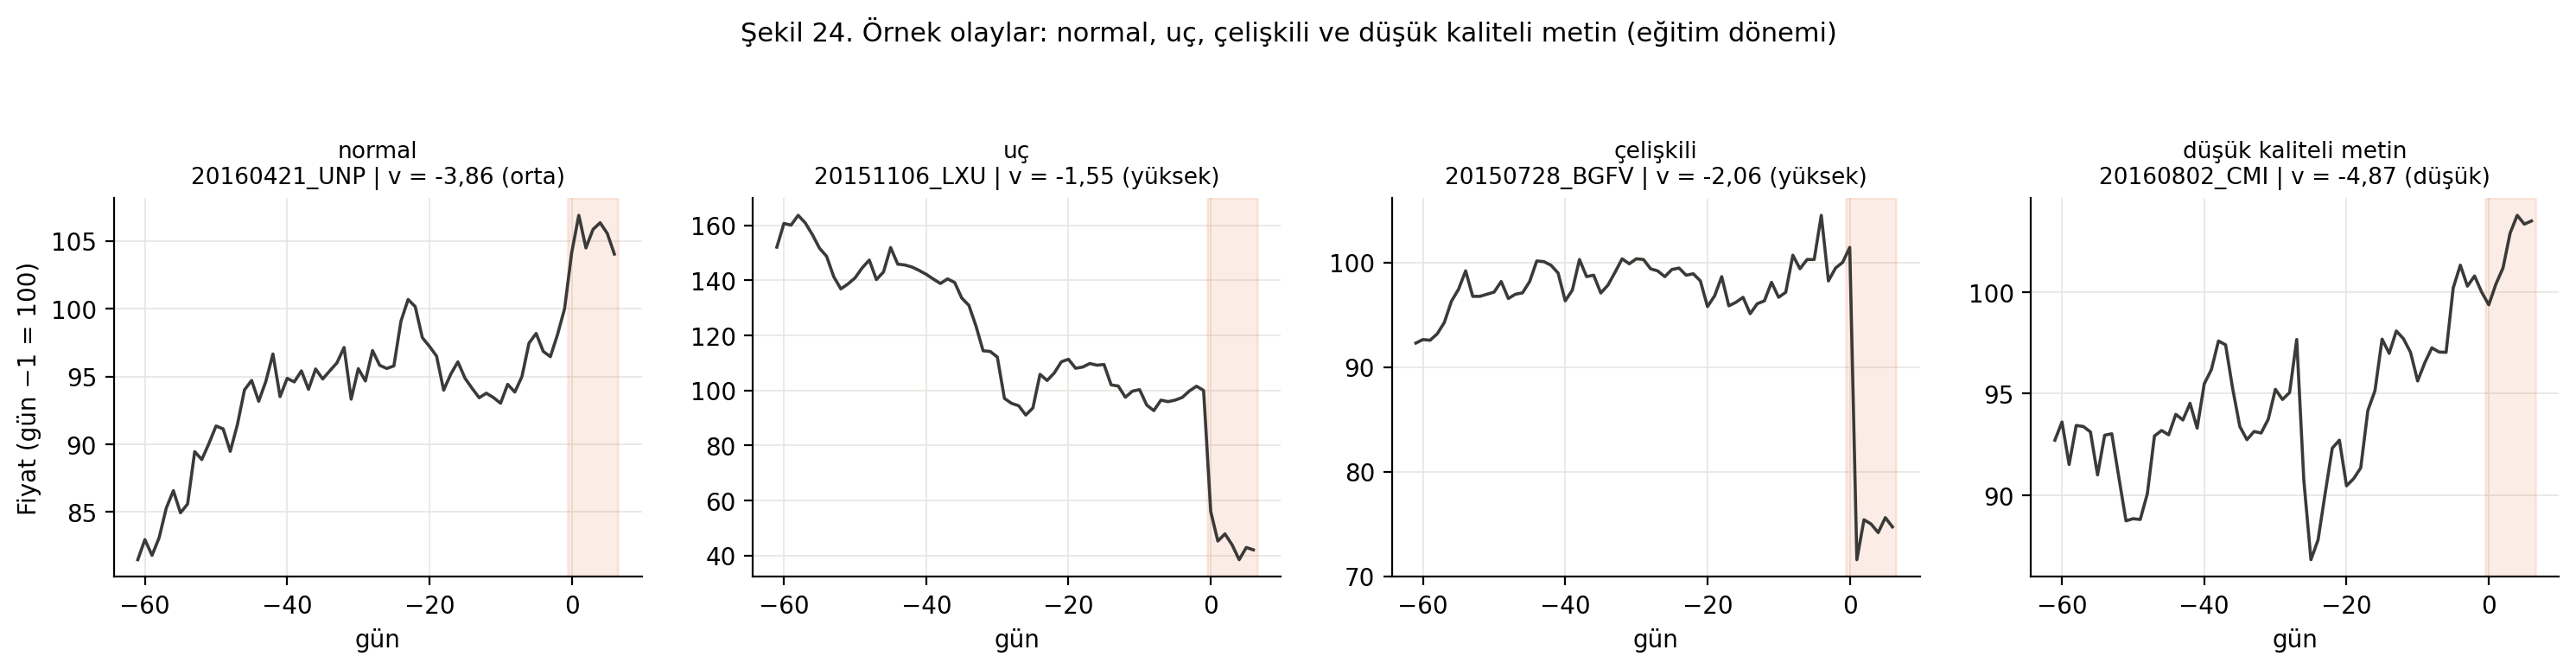 Şekil 24. Örnek olaylar: normal, uç, çelişkili ve düşük kaliteli metin (eğitim dönemi)
normal
20160421_UNP | v = -3,86 (orta)
Fiyat (gün −1 = 100)
105
100
95
90
85
−60
−40
−20
0
gün
uç
20151106_LXU | v = -1,55 (yüksek)
160
140
120
100
80
60
40
−60
−40
−20
0
gün
çelişkili
20150728_BGFV | v = -2,06 (yüksek)
100
90
80
70
−60
−40
−20
0
gün
düşük kaliteli metin
20160802_CMI | v = -4,87 (düşük)
100
95
90
−60
−40
−20
0
gün